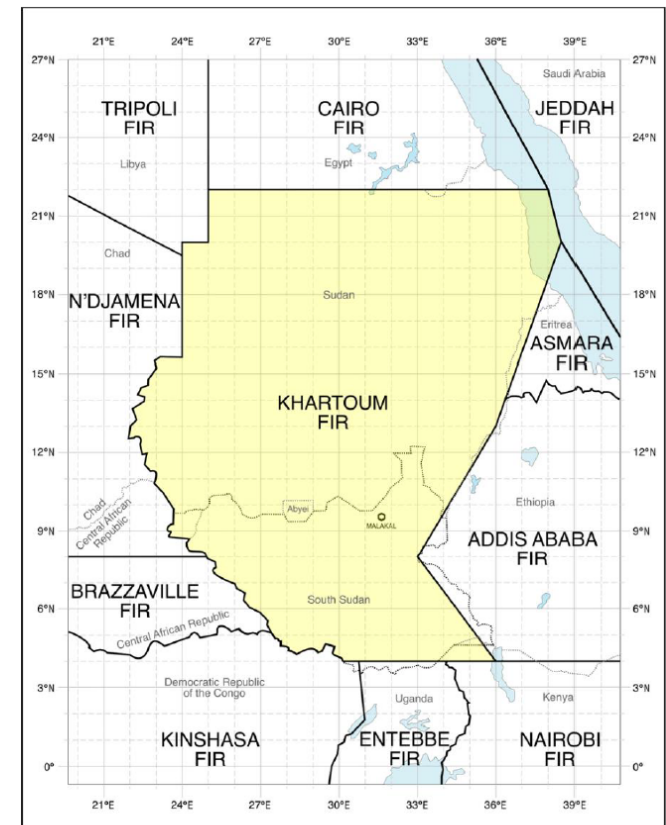 21°E 24°E 27°E 30°E 33°E 36°E 39°E
27°N 27°N
Saudi Arabia
TRIPOLI
FIR
CAIRO
FIR
JEDDAH
FIR
24°N 24°N
Libya
Egypt
21°N 21°N
Chad
18°N 18°N
N'DJAMENA
FIR
Sudan
Eritrea
ASMARA
FIR
15°N 15°N
KHARTOUM
FIR
12°N 12°N
Chad
Central African
Republic
Abyei
MALAKAL
Ethiopia
9°N 9°N
ADDIS ABABA
FIR
BRAZZAVILLE
FIR
South Sudan
6°N 6°N
Central African Republic
3°N 3°N
Democratic Republic
of the Congo
Uganda
Kenya
KINSHASA
FIR
ENTEBBE
FIR
NAIROBI
FIR
0° 0°
21°E 24°E 27°E 30°E 33°E 36°E 39°E